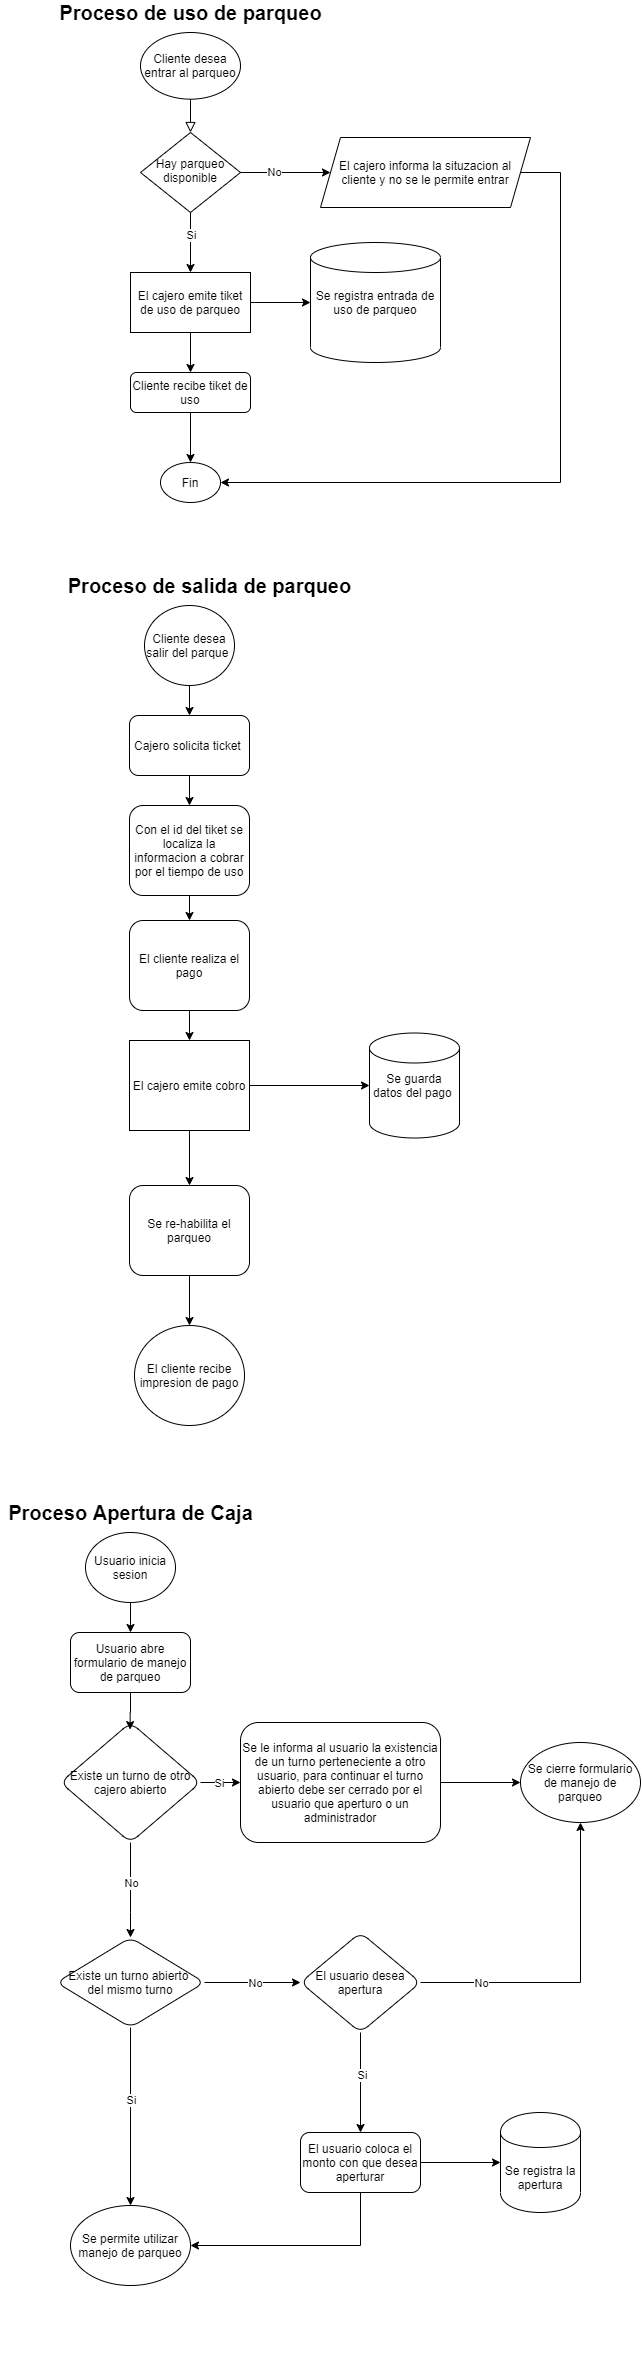 Proceso de uso de parqueo
Cliente desea
entrar al parqueo
Hay parqueo
disponible
No
El cajero informa la situzacion al
cliente y no se le permite entrar
Si
El cajero emite tiket
de uso de parqueo
Se registra entrada de
uso de parqueo
Cliente recibe tiket de
uso
Fin
Proceso de salida de parqueo
Cliente desea
salir del parque
Cajero solicita ticket
Con el id del tiket se
localiza la
informacion a cobrar
por el tiempo de uso
El cliente realiza el
pago
El cajero emite cobro
Se guarda
datos del pago
Se re-habilita el
parqueo
El cliente recibe
impresion de pago
Proceso Apertura de Caja
Usuario inicia
sesion
Usuario abre
formulario de manejo
de parqueo
Existe un turno de otro
cajero abierto
Si
Se le informa al usuario la existencia
de un turno perteneciente a otro
usuario, para continuar el turno
abierto debe ser cerrado por el
usuario que aperturo o un
administrador
Se cierre formulario
de manejo de
parqueo
No
Existe un turno abierto
del mismo turno
No
El usuario desea
apertura
No
Si
Si
El usuario coloca el
monto con que desea
aperturar
Se registra la
apertura
Se permite utilizar
manejo de parqueo